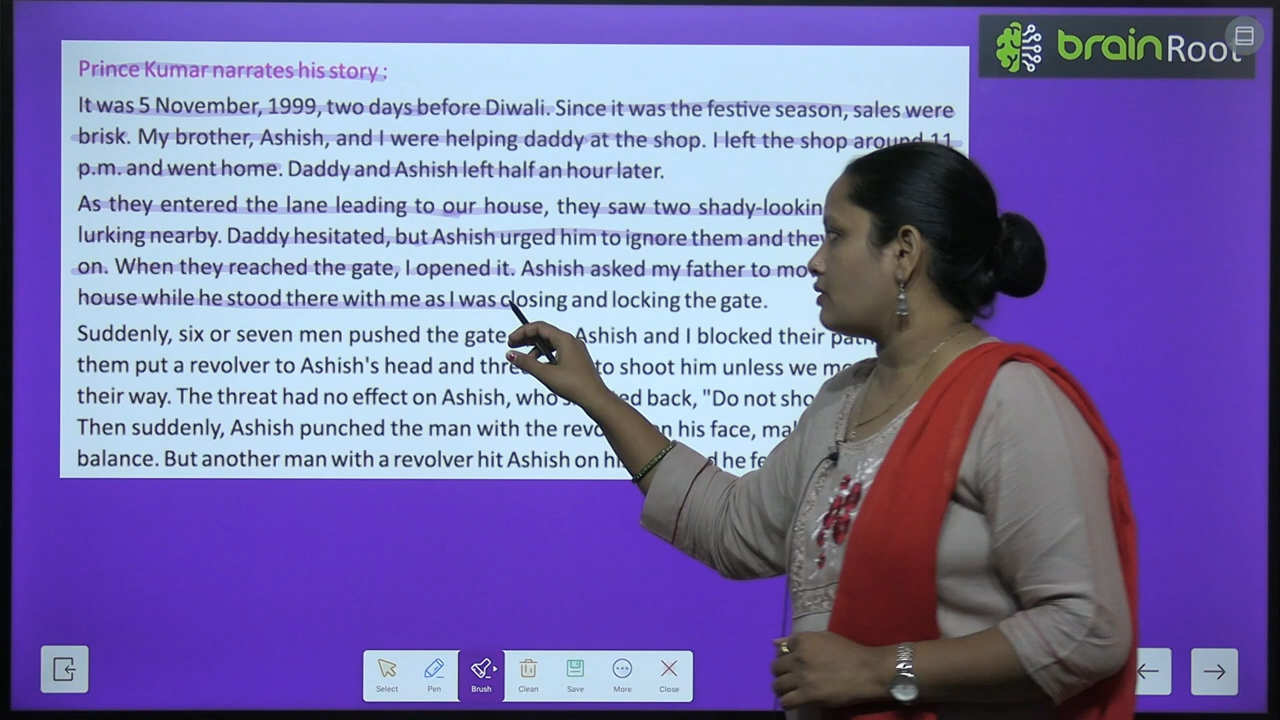 brainRoot
Prince Kumar narrates his story :
It was 5 November, 1999, two days before Diwali. Since it was the festive season, sales were
brisk. My brother, Ashish, and I were helping daddy at the shop. I left the shop around 11
p.m. and went home. Daddy and Ashish left half an hour later.
As they entered the lane leading to our house, they saw two shady-lookin
lurking nearby. Daddy hesitated, but Ashish urged him to ignore them and they
on. When they reached the gate, I opened it. Ashish asked my father to mo
house while he stood there with me as I was closing and locking the gate.
Suddenly, six or seven men pushed the gate Ashish and I blocked their
them put a revolver to Ashish's head and to shoot him unless we
their way. The threat had no effect on Ashish, who back, "Do not
Then suddenly, Ashish punched the man with the his face,
balance. But another man with a revolver hit Ashish on he
Select Pen Brush Clean Save More Close